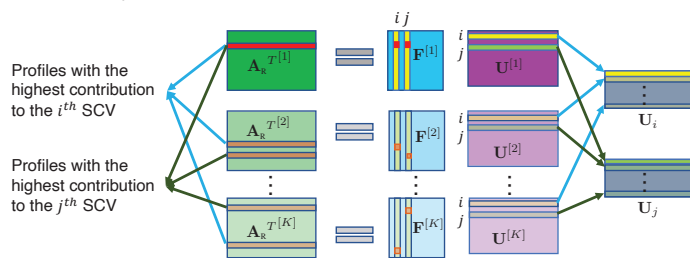 i j
A_R^{T[1]} = F^{[1]} U^{[1]}
i
j
Profiles with the
highest contribution
to the i^{th} SCV
U_i
A_R^{T[2]} = F^{[2]} U^{[2]}
i
j
Profiles with the
highest contribution
to the j^{th} SCV
U_j
A_R^{T[K]} = F^{[K]} U^{[K]}
i
j